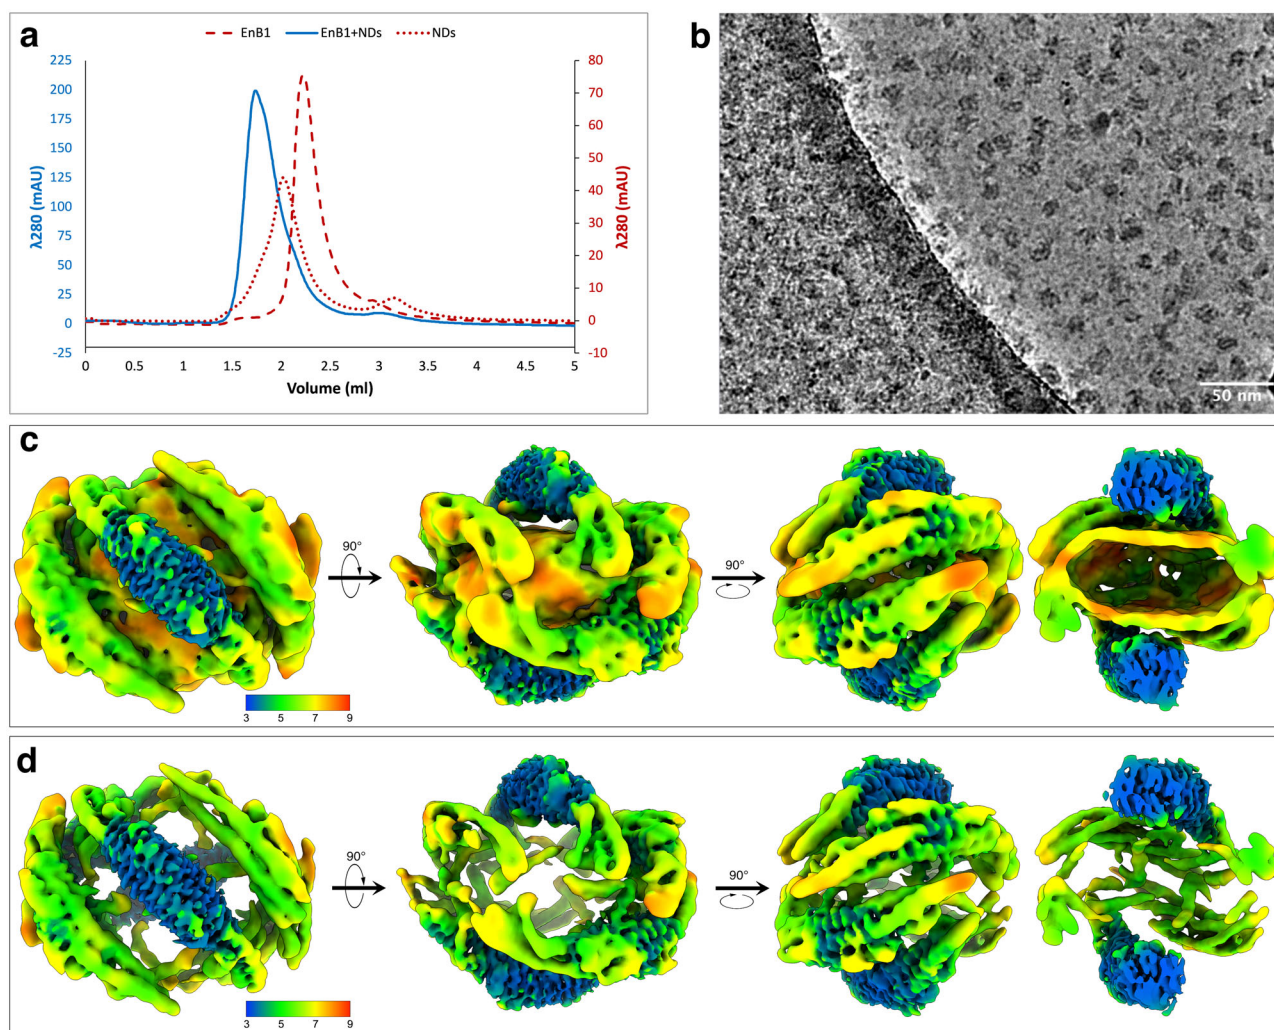 a
EnB1 EnB1+NDs NDs
225 80
200 70
175 60
150 50
125 40
100 30
75 20
50 10
25 0
0 -10
-25
λ280 (mAU)
λ280 (mAU)
0 0.5 1 1.5 2 2.5 3 3.5 4 4.5 5
Volume (ml)
b
50 nm
c
90° 90°
3 5 7 9
d
90° 90°
3 5 7 9